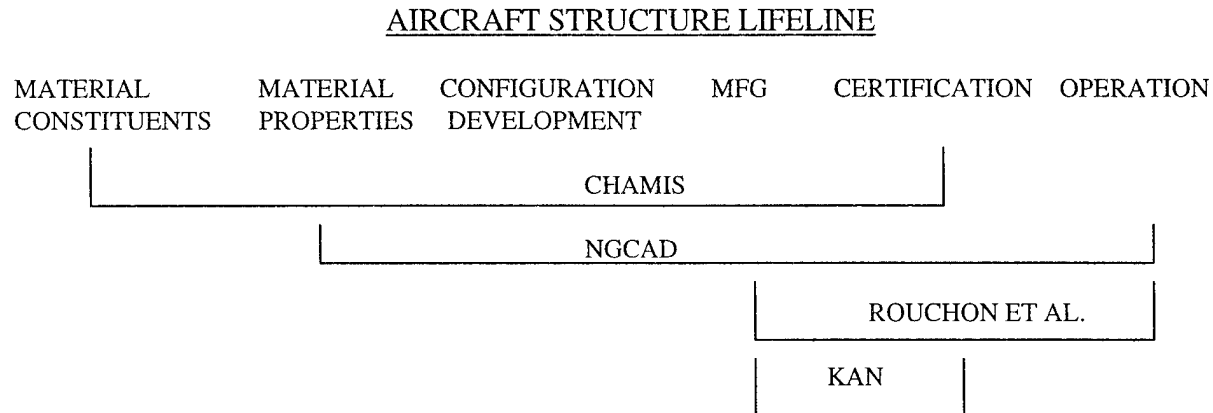 AIRCRAFT STRUCTURE LIFELINE
MATERIAL MATERIAL CONFIGURATION MFG CERTIFICATION OPERATION
CONSTITUENTS PROPERTIES DEVELOPMENT
CHAMIS
NGCAD
ROUCHON ET AL.
KAN